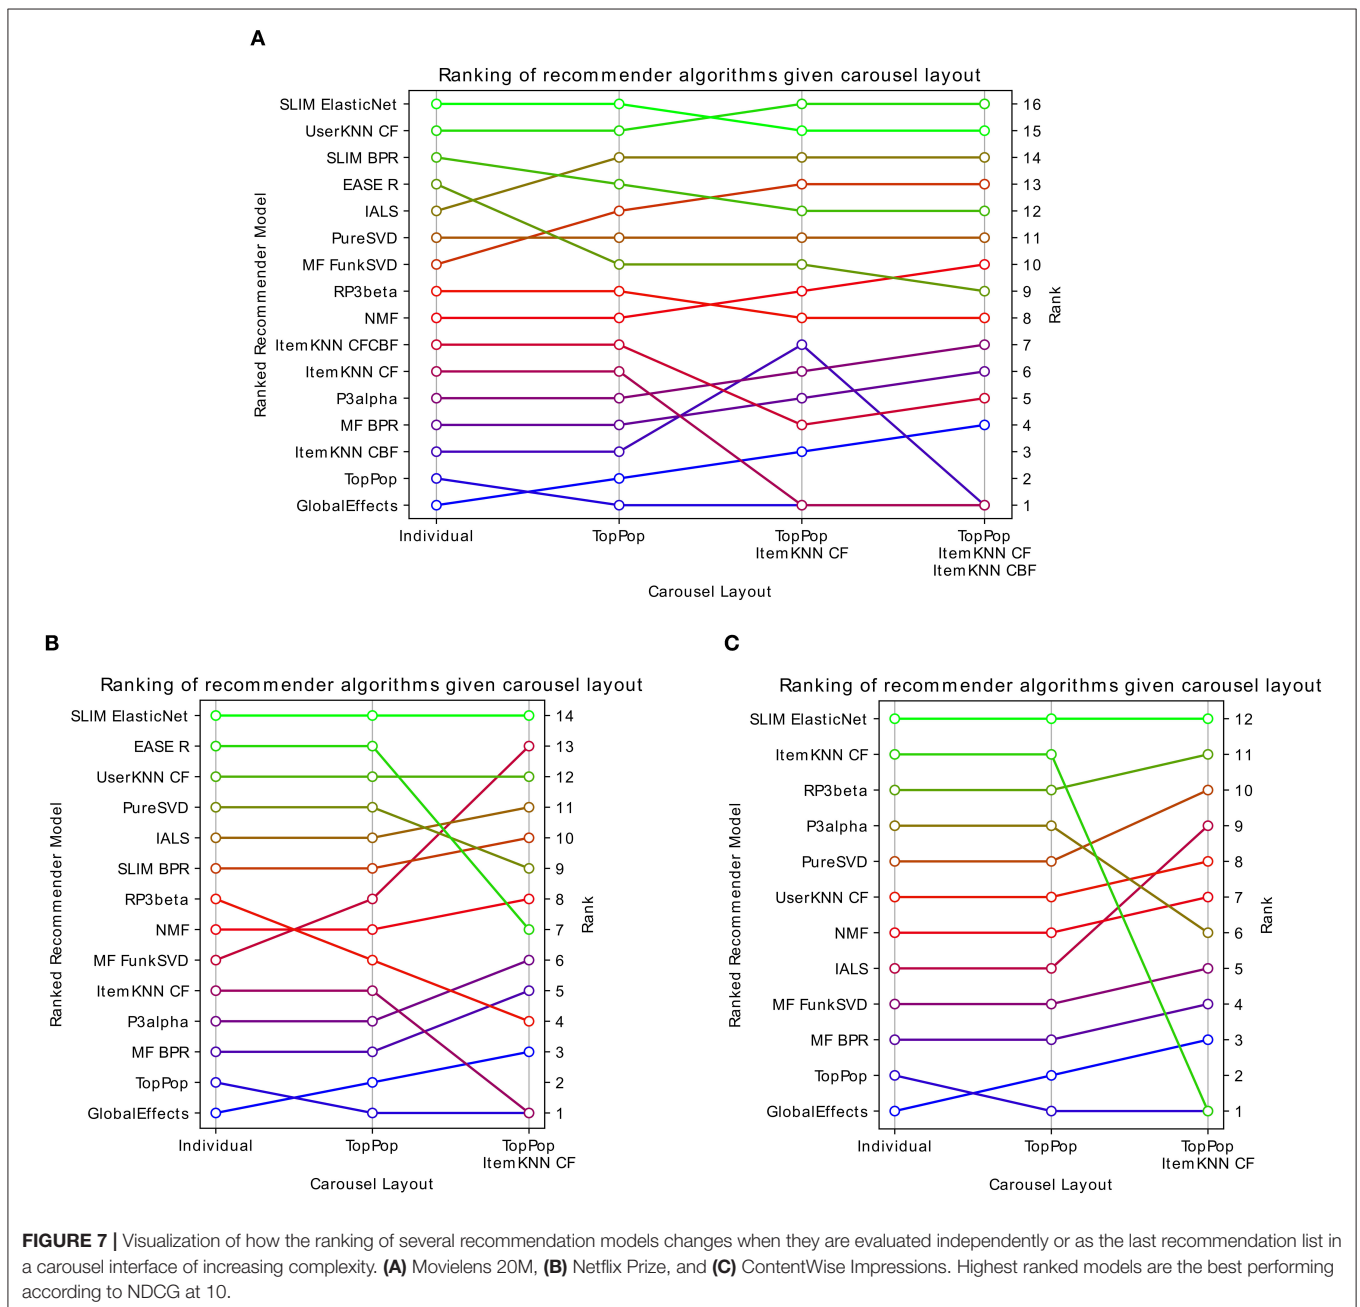 A
Ranking of recommender algorithms given carousel layout
Ranked Recommender Model
SLIM ElasticNet
UserKNN CF
SLIM BPR
EASE R
IALS
PureSVD
MF FunkSVD
RP3beta
NMF
ItemKNN CFCBF
ItemKNN CF
P3alpha
MF BPR
ItemKNN CBF
TopPop
GlobalEffects
16
15
14
13
12
11
10
9
8
7
6
5
4
3
2
1
Rank
Individual
TopPop
TopPop
ItemKNN CF
TopPop
ItemKNN CF
ItemKNN CBF
Carousel Layout
B
Ranking of recommender algorithms given carousel layout
Ranked Recommender Model
SLIM ElasticNet
EASE R
UserKNN CF
PureSVD
IALS
SLIM BPR
RP3beta
NMF
MF FunkSVD
ItemKNN CF
P3alpha
MF BPR
TopPop
GlobalEffects
14
13
12
11
10
9
8
7
6
5
4
3
2
1
Rank
Individual
TopPop
TopPop
ItemKNN CF
Carousel Layout
C
Ranking of recommender algorithms given carousel layout
Ranked Recommender Model
SLIM ElasticNet
ItemKNN CF
RP3beta
P3alpha
PureSVD
UserKNN CF
NMF
IALS
MF FunkSVD
MF BPR
TopPop
GlobalEffects
12
11
10
9
8
7
6
5
4
3
2
1
Rank
Individual
TopPop
TopPop
ItemKNN CF
Carousel Layout
FIGURE 7 | Visualization of how the ranking of several recommendation models changes when they are evaluated independently or as the last recommendation list in
a carousel interface of increasing complexity. (A) Movielens 20M, (B) Netflix Prize, and (C) ContentWise Impressions. Highest ranked models are the best performing
according to NDCG at 10.